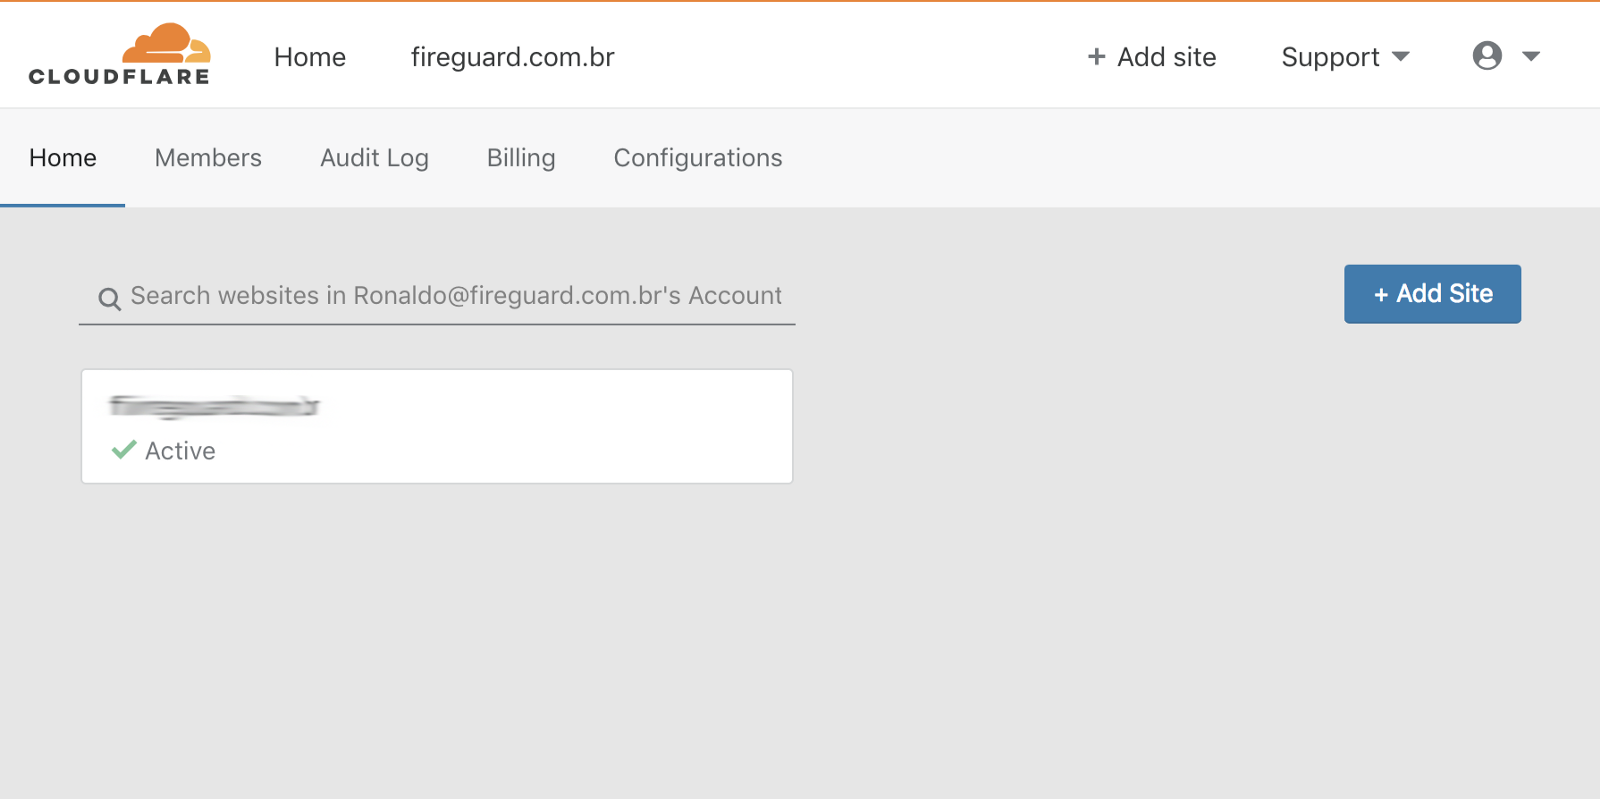 CLOUDFLARE
Home
fireguard.com.br
+ Add site
Support
Home
Members
Audit Log
Billing
Configurations
Search websites in Ronaldo@fireguard.com.br's Account
+ Add Site
Active